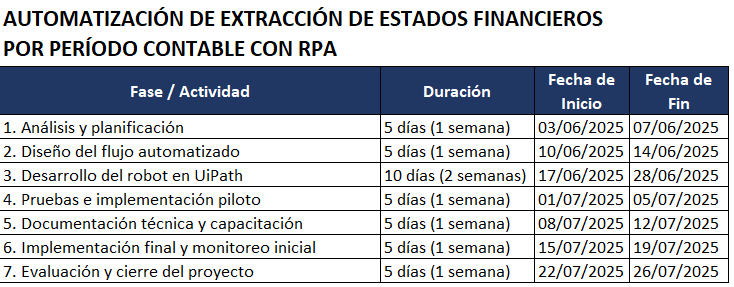 AUTOMATIZACIÓN DE EXTRACCIÓN DE ESTADOS FINANCIEROS
POR PERÍODO CONTABLE CON RPA
Fase / Actividad Duración Fecha de Inicio Fecha de Fin
1. Análisis y planificación 5 días (1 semana) 03/06/2025 07/06/2025
2. Diseño del flujo automatizado 5 días (1 semana) 10/06/2025 14/06/2025
3. Desarrollo del robot en UiPath 10 días (2 semanas) 17/06/2025 28/06/2025
4. Pruebas e implementación piloto 5 días (1 semana) 01/07/2025 05/07/2025
5. Documentación técnica y capacitación 5 días (1 semana) 08/07/2025 12/07/2025
6. Implementación final y monitoreo inicial 5 días (1 semana) 15/07/2025 19/07/2025
7. Evaluación y cierre del proyecto 5 días (1 semana) 22/07/2025 26/07/2025